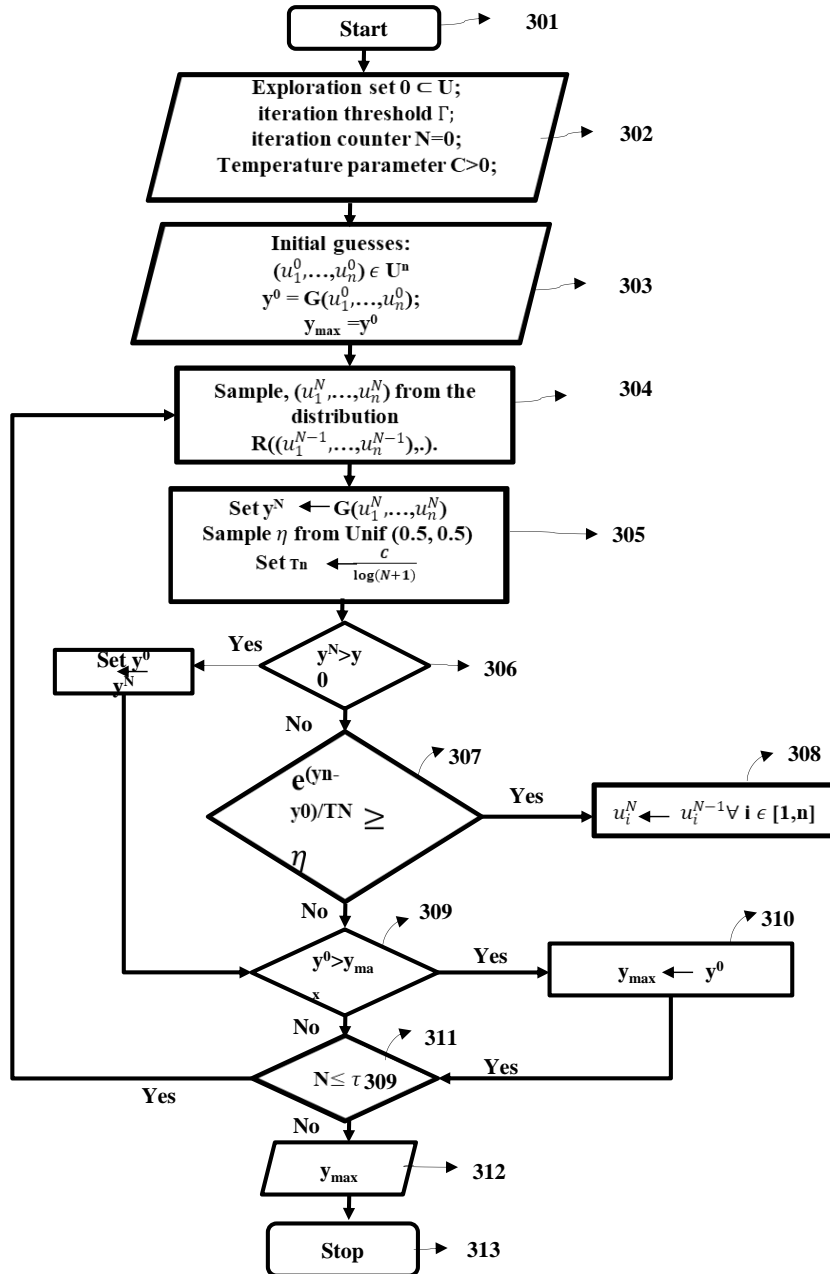 Start
301
Exploration set 0 ⊂ U;
iteration threshold Γ;
iteration counter N=0;
Temperature parameter C>0;
302
Initial guesses:
(u₁⁰,…,uₙ⁰) ϵ Uⁿ
y⁰ = G(u₁⁰,…,uₙ⁰);
yₘₐₓ =y⁰
303
Sample, (u₁ᴺ,…,uₙᴺ) from the
distribution
R((u₁ᴺ⁻¹,…,uₙᴺ⁻¹),.).
304
Set yᴺ ← G(u₁ᴺ,…,uₙᴺ)
Sample η from Unif (0.5, 0.5)
Set Tn ← C/log(N+1)
305
Yes
yᴺ>y
0
306
Set y⁰ ←
yᴺ
No
307
e^(yn-
y0)/TN ≥
η
Yes
308
uᵢᴺ ← uᵢᴺ⁻¹∀ i ϵ [1,n]
No
309
y⁰>yₘₐ
ₓ
Yes
310
yₘₐₓ ← y⁰
No
311
N≤ τ 309
Yes
Yes
No
yₘₐₓ
312
Stop
313